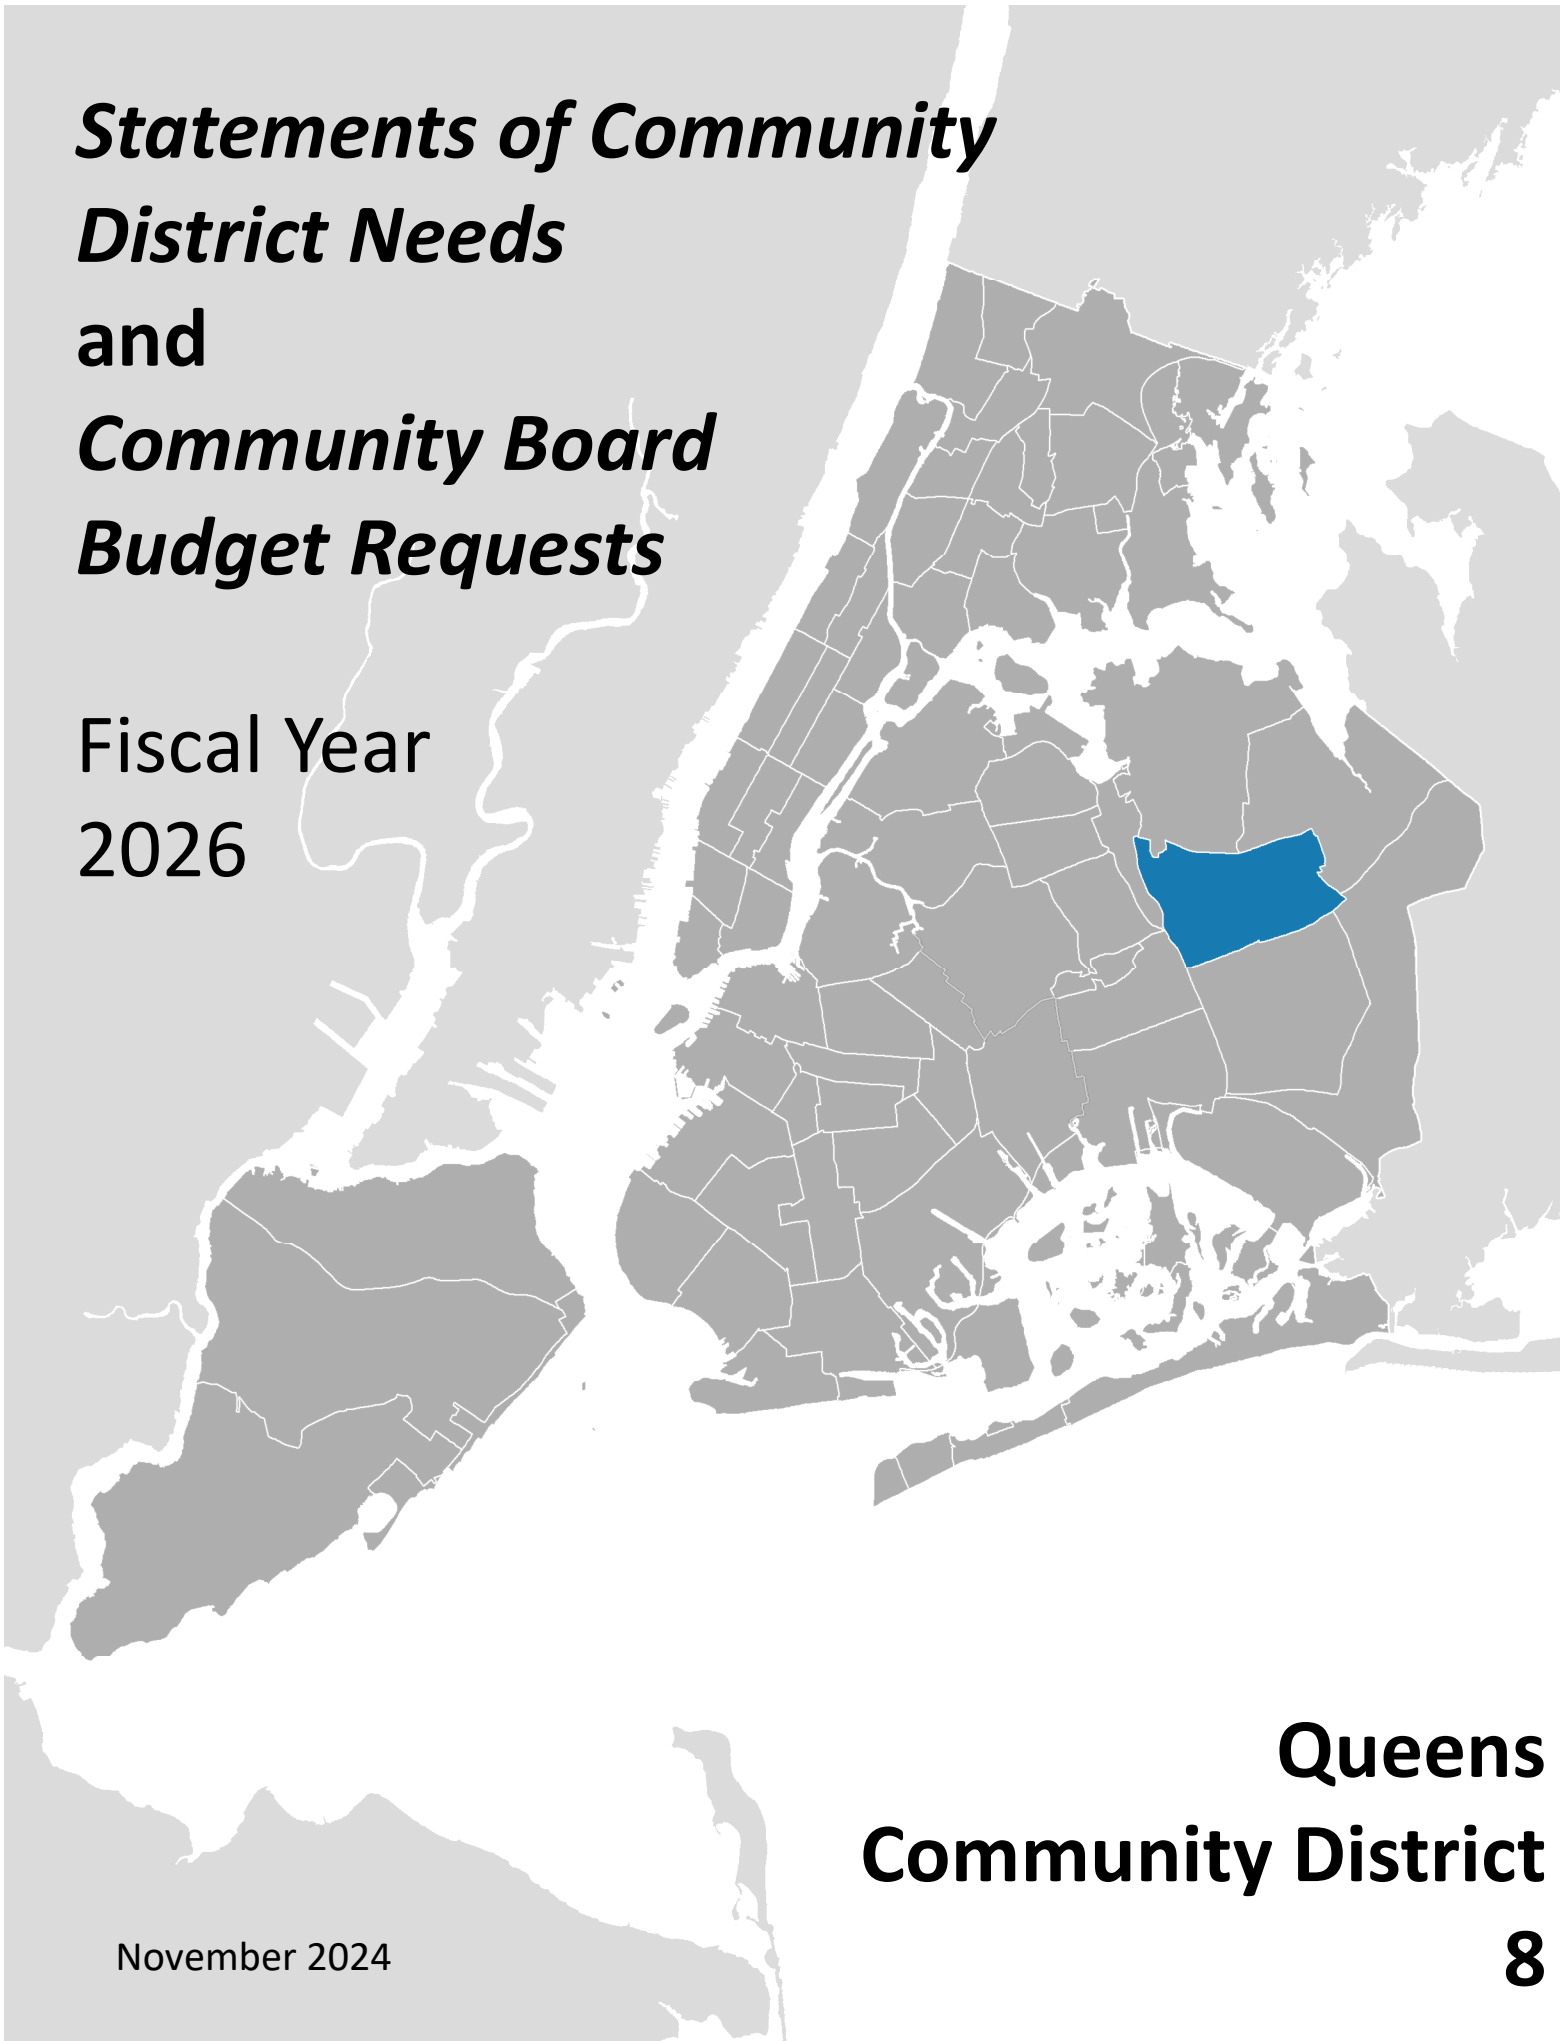 Statements of Community
District Needs
and
Community Board
Budget Requests
Fiscal Year
2026
Queens
Community District
8
November 2024